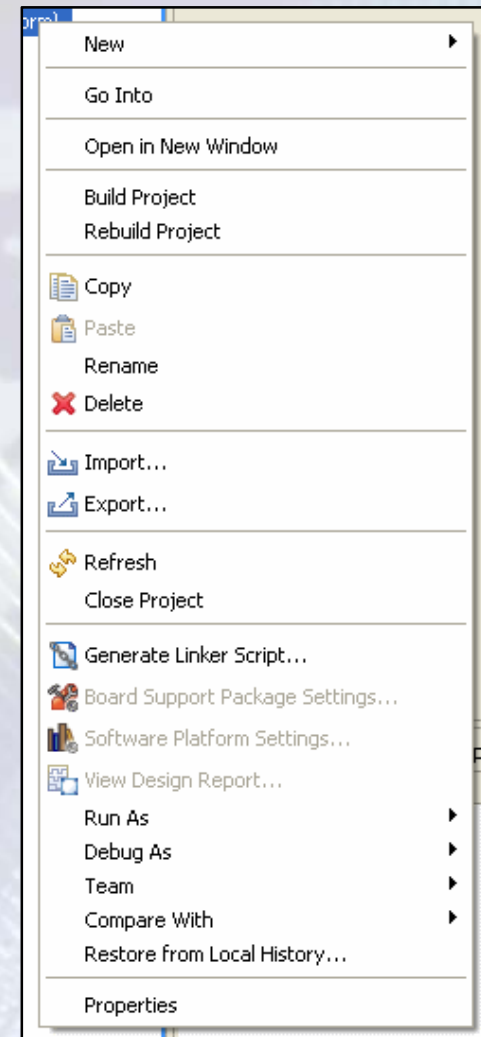 orm)
New
Go Into
Open in New Window
Build Project
Rebuild Project
Copy
Paste
Rename
Delete
Import...
Export...
Refresh
Close Project
Generate Linker Script...
Board Support Package Settings...
Software Platform Settings...
View Design Report...
Run As
Debug As
Team
Compare With
Restore from Local History...
Properties